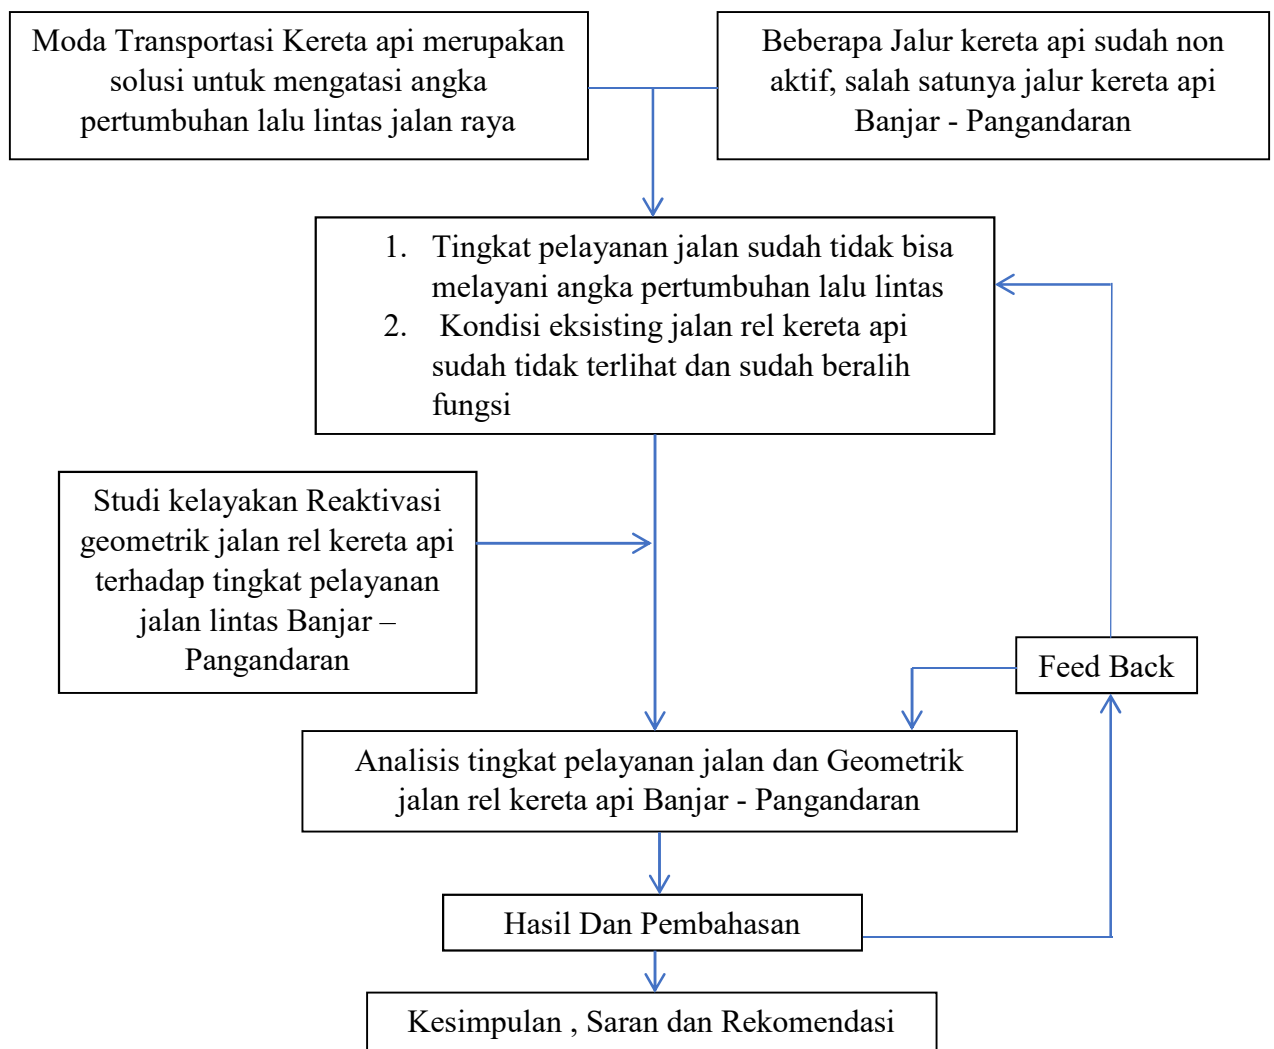 Moda Transportasi Kereta api merupakan
solusi untuk mengatasi angka
pertumbuhan lalu lintas jalan raya
Beberapa Jalur kereta api sudah non
aktif, salah satunya jalur kereta api
Banjar - Pangandaran
1. Tingkat pelayanan jalan sudah tidak bisa
melayani angka pertumbuhan lalu lintas
2. Kondisi eksisting jalan rel kereta api
sudah tidak terlihat dan sudah beralih
fungsi
Studi kelayakan Reaktivasi
geometrik jalan rel kereta api
terhadap tingkat pelayanan
jalan lintas Banjar –
Pangandaran
Feed Back
Analisis tingkat pelayanan jalan dan Geometrik
jalan rel kereta api Banjar - Pangandaran
Hasil Dan Pembahasan
Kesimpulan , Saran dan Rekomendasi